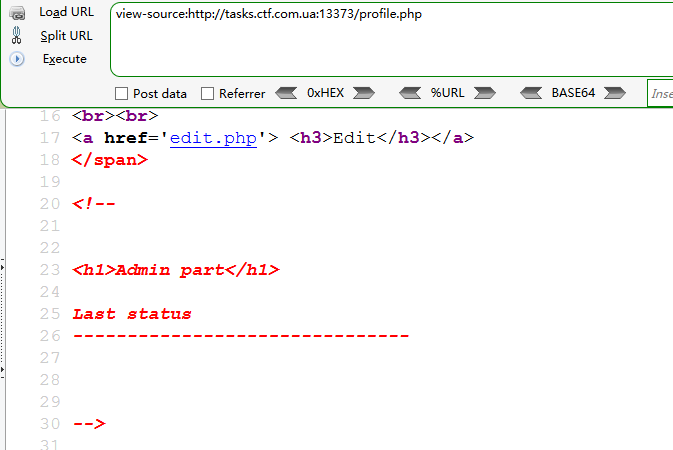 Load URL
view-source:http://tasks.ctf.com.ua:13373/profile.php
Split URL
Execute
Post data Referrer 0xHEX %URL BASE64 Inse
16 <br><br>
17 <a href='edit.php'> <h3>Edit</h3></a>
18 </span>
19
20 <!--
21
22
23 <h1>Admin part</h1>
24
25 Last status
26 --------------------------------
27
28
29
30 -->
31